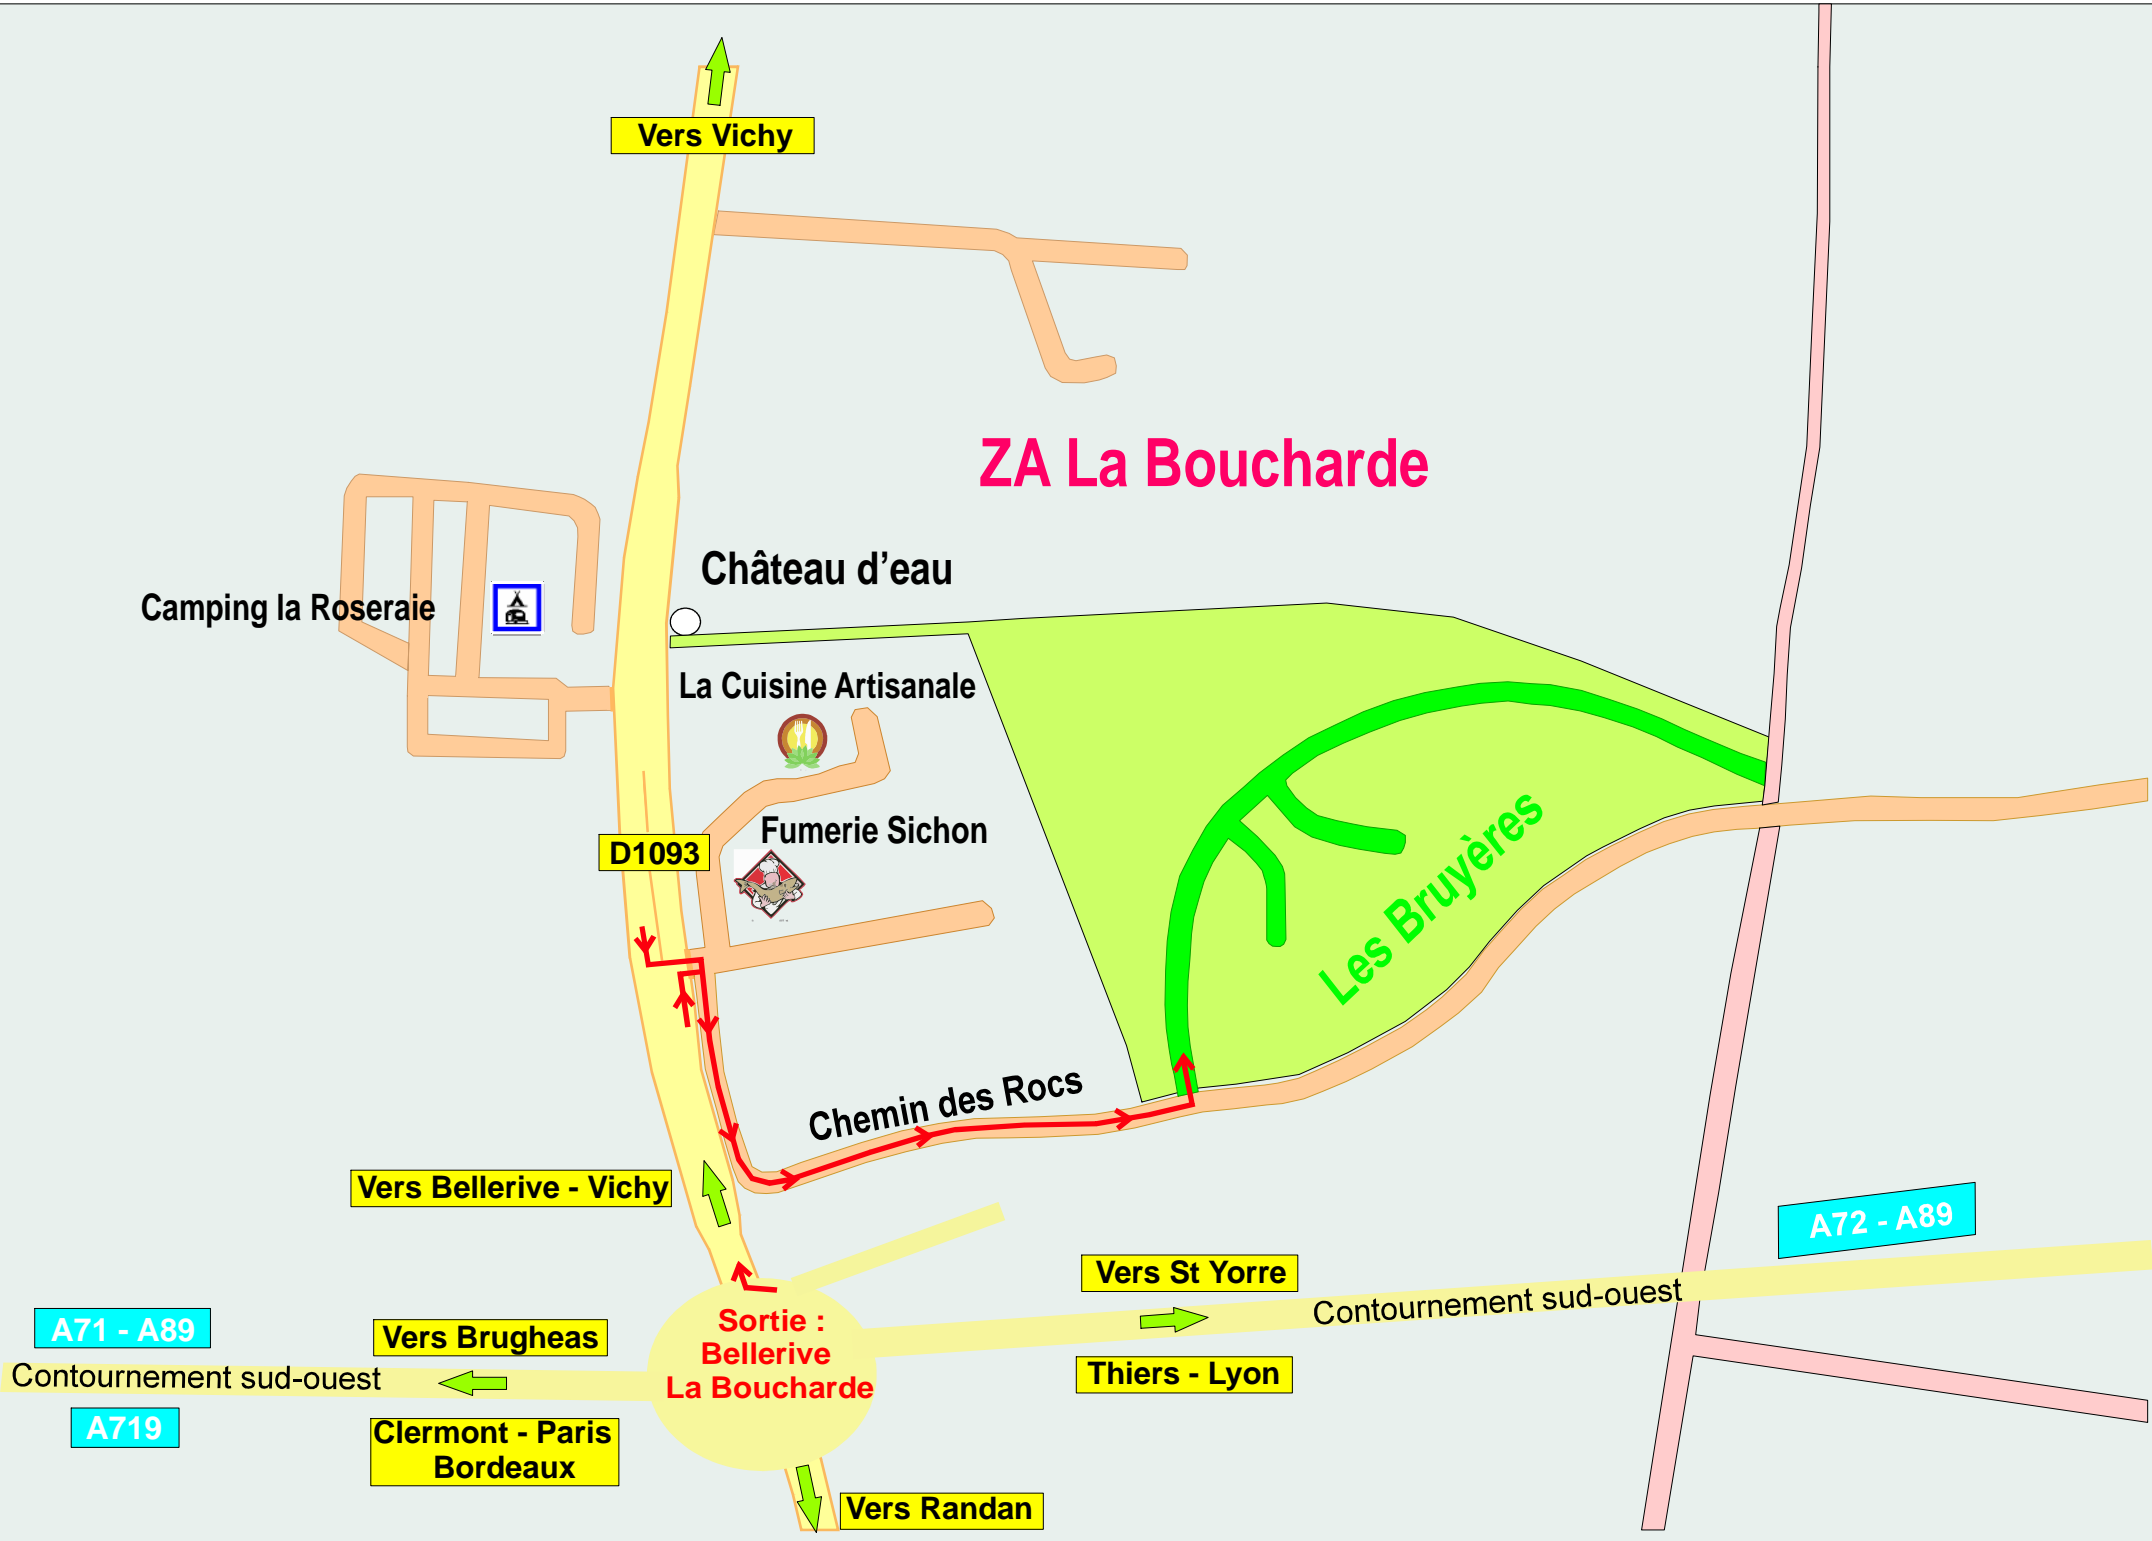 Vers Vichy
ZA La Boucharde
Château d’eau
Camping la Roseraie
La Cuisine Artisanale
Fumerie Sichon
D1093
Les Bruyères
Chemin des Rocs
Vers Bellerive - Vichy
A72 - A89
Vers St Yorre
Contournement sud-ouest
Thiers - Lyon
Sortie :
Bellerive
La Boucharde
A71 - A89
Vers Brugheas
Contournement sud-ouest
A719
Clermont - Paris
Bordeaux
Vers Randan